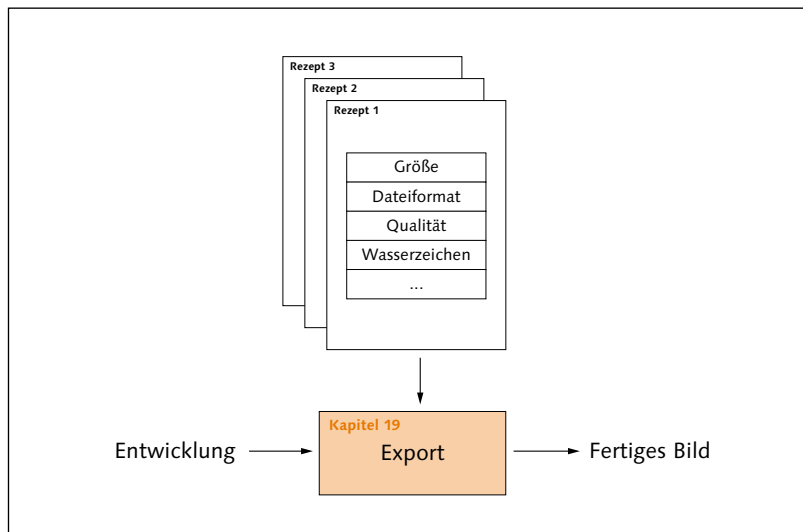 Rezept 3
Rezept 2
Rezept 1
Größe
Dateiformat
Qualität
Wasserzeichen
...
Kapitel 19
Entwicklung
Export
Fertiges Bild